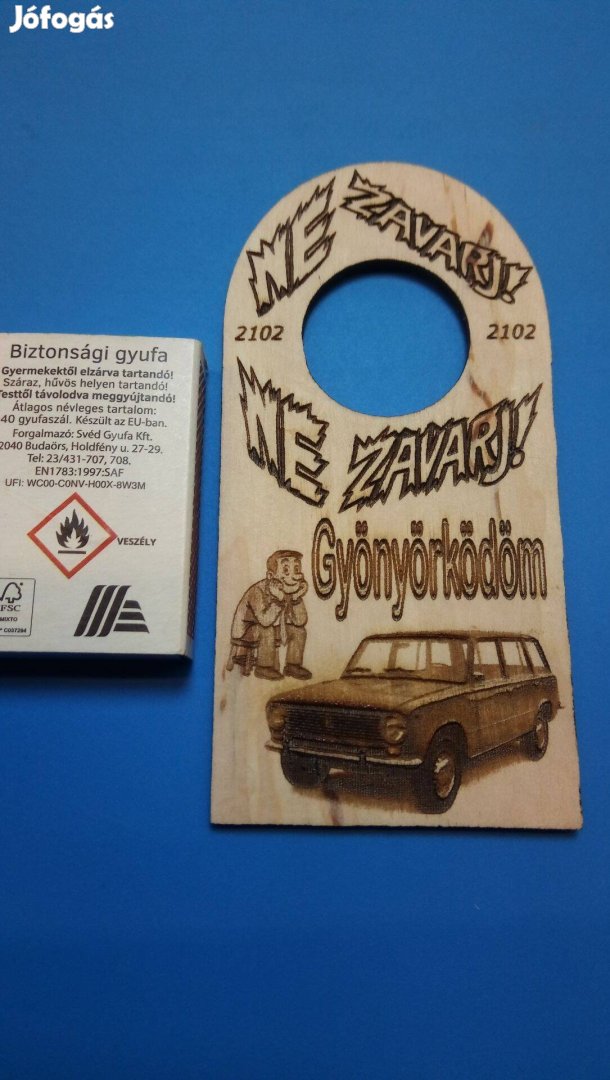 Jófogás
NE ZAVARJ!
2102 2102
NE ZAVARJ!
Gyönyörködöm
Biztonsági gyufa
Gyermekektől elzárva tartandó!
Száraz, hűvös helyen tartandó!
Testtől távolodva meggyújtandó!
Átlagos névleges tartalom:
40 gyufaszál. Készült az EU-ban.
Forgalmazó: Svéd Gyufa Kft.
2040 Budaörs, Holdfény u. 27-29.
Tel: 23/431-707, 708.
EN1783:1997:SAF
UFI: WC00-C0NV-H00X-8W3M
VESZÉLY
FSC
MIXTO
C007284